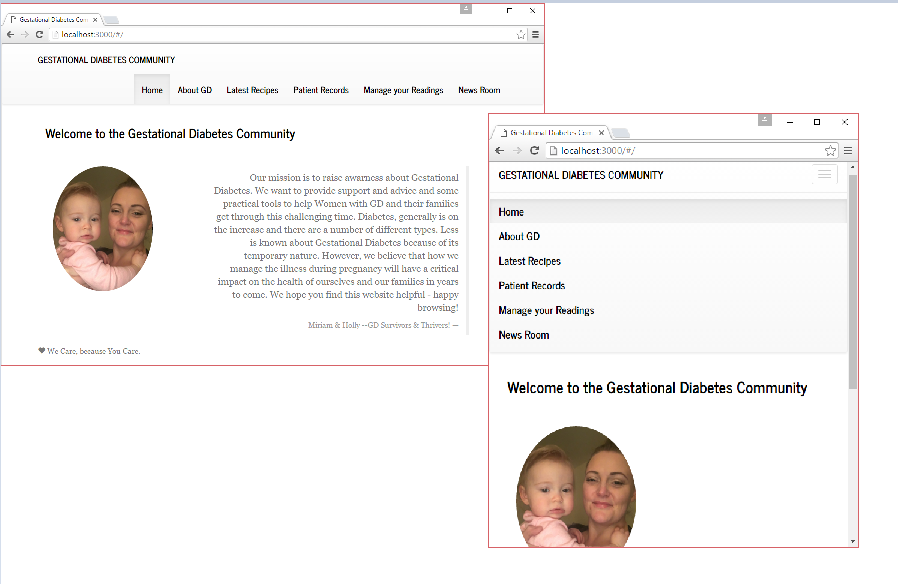 Gestational Diabetes Com
localhost:3000/#/
GESTATIONAL DIABETES COMMUNITY
Home About GD Latest Recipes Patient Records Manage your Readings News Room
Welcome to the Gestational Diabetes Community
Our mission is to raise awarness about Gestational
Diabetes. We want to provide support and advice and some
practical tools to help Women with GD and their families
get through this challenging time. Diabetes, generally is on
the increase and there are a number of different types. Less
is known about Gestational Diabetes because of its
temporary nature. However, we believe that how we
manage the illness during pregnancy will have a critical
impact on the health of ourselves and our families in years
to come. We hope you find this website helpful - happy
browsing!
Miriam & Holly --GD Survivors & Thrivers! —
♥ We Care, because You Care.
Gestational Diabetes Com
localhost:3000/#/
GESTATIONAL DIABETES COMMUNITY
Home
About GD
Latest Recipes
Patient Records
Manage your Readings
News Room
Welcome to the Gestational Diabetes Community